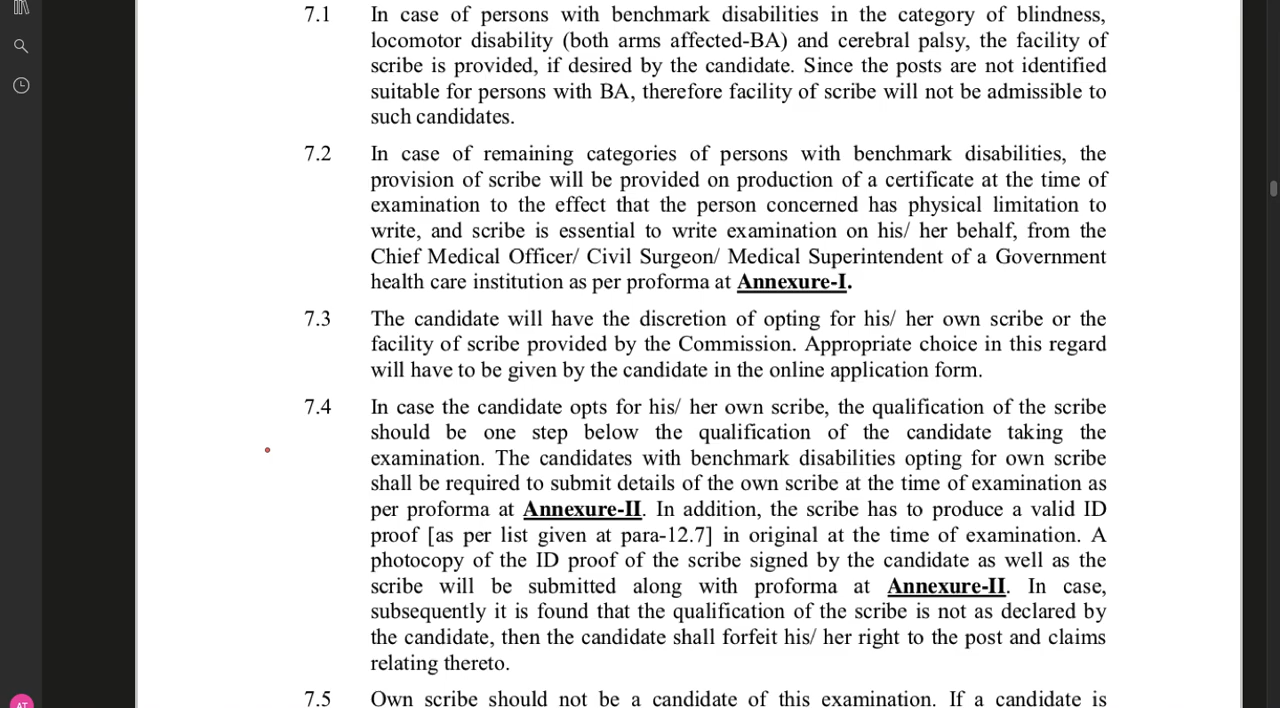 7.1 In case of persons with benchmark disabilities in the category of blindness,
locomotor disability (both arms affected-BA) and cerebral palsy, the facility of
scribe is provided, if desired by the candidate. Since the posts are not identified
suitable for persons with BA, therefore facility of scribe will not be admissible to
such candidates.
7.2 In case of remaining categories of persons with benchmark disabilities, the
provision of scribe will be provided on production of a certificate at the time of
examination to the effect that the person concerned has physical limitation to
write, and scribe is essential to write examination on his/ her behalf, from the
Chief Medical Officer/ Civil Surgeon/ Medical Superintendent of a Government
health care institution as per proforma at Annexure-I.
7.3 The candidate will have the discretion of opting for his/ her own scribe or the
facility of scribe provided by the Commission. Appropriate choice in this regard
will have to be given by the candidate in the online application form.
7.4 In case the candidate opts for his/ her own scribe, the qualification of the scribe
should be one step below the qualification of the candidate taking the
examination. The candidates with benchmark disabilities opting for own scribe
shall be required to submit details of the own scribe at the time of examination as
per proforma at Annexure-II. In addition, the scribe has to produce a valid ID
proof [as per list given at para-12.7] in original at the time of examination. A
photocopy of the ID proof of the scribe signed by the candidate as well as the
scribe will be submitted along with proforma at Annexure-II. In case,
subsequently it is found that the qualification of the scribe is not as declared by
the candidate, then the candidate shall forfeit his/ her right to the post and claims
relating thereto.
7.5 Own scribe should not be a candidate of this examination. If a candidate is
AT